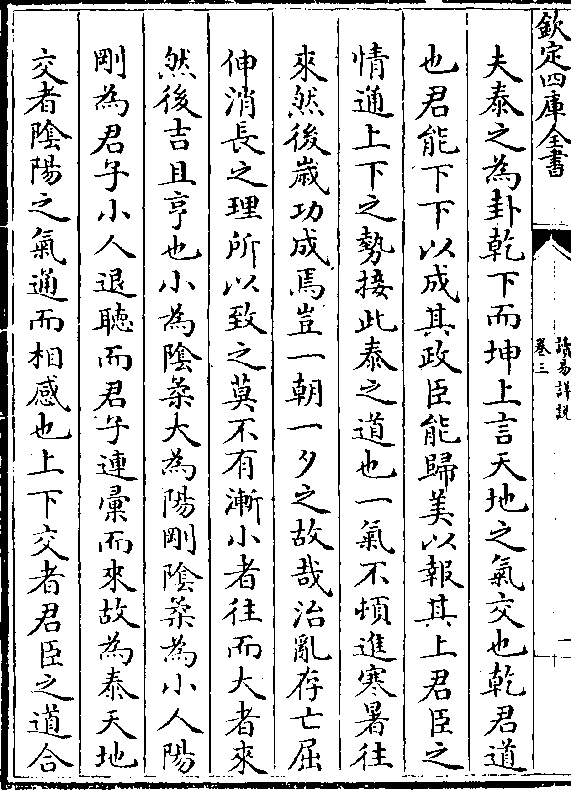 欽定四庫全書
讀易詳說
卷三
夫泰之為卦乾下而坤上言天地之氣交也乾君道
也君能下下以成其政臣能歸美以報其上君臣之
情通上下之勢接此泰之道也一氣不頓進寒暑往
來然後嵗功成焉豈一朝一夕之故哉治亂存亡屈
伸消長之理所以致之莫不有漸小者往而大者來
然後吉且亨也小為陰柔大為陽剛陰柔為小人陽
剛為君子小人退聽而君子連彙而來故為泰天地
交者陰陽之氣通而相感也上下交者君臣之道合